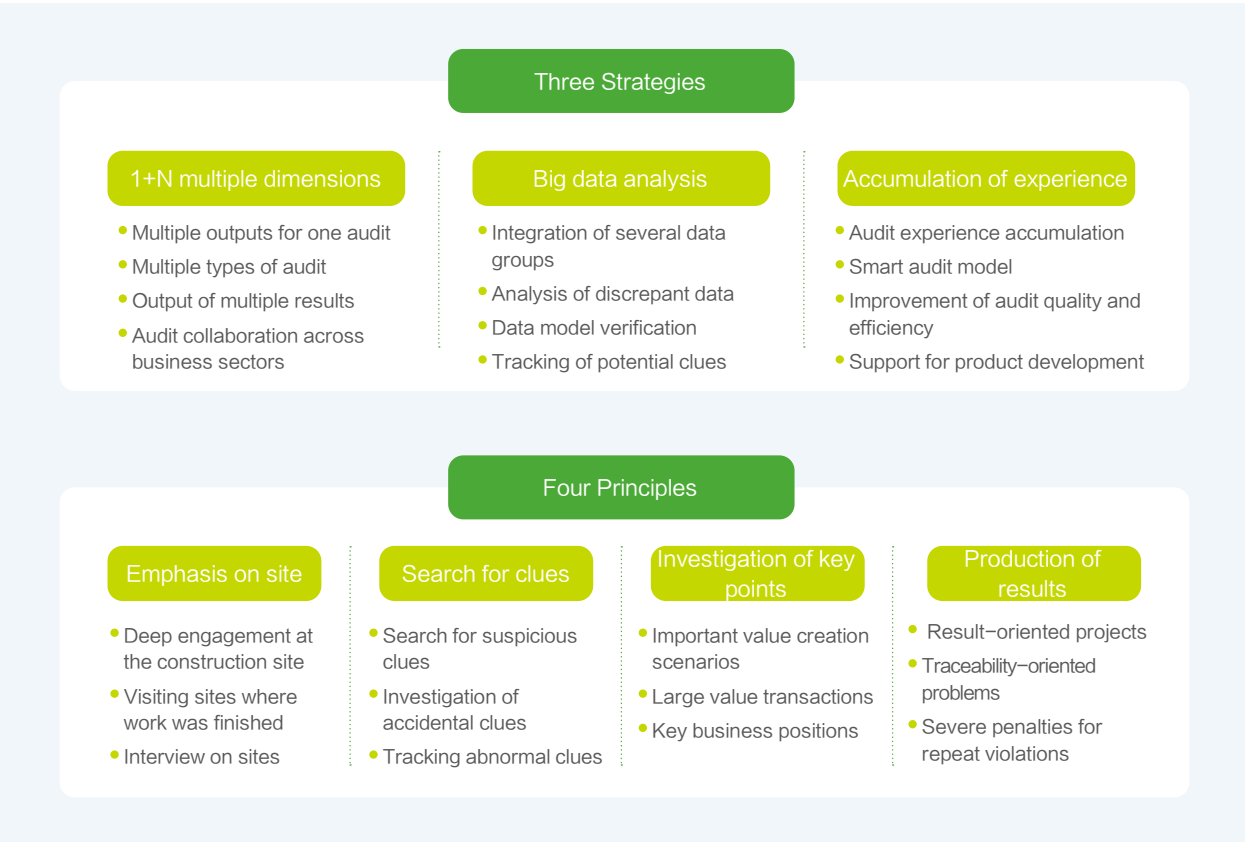 Three Strategies
1+N multiple dimensions
Multiple outputs for one audit
Multiple types of audit
Output of multiple results
Audit collaboration across
business sectors
Big data analysis
Integration of several data
groups
Analysis of discrepant data
Data model verification
Tracking of potential clues
Accumulation of experience
Audit experience accumulation
Smart audit model
Improvement of audit quality and
efficiency
Support for product development
Four Principles
Emphasis on site
Deep engagement at
the construction site
Visiting sites where
work was finished
Interview on sites
Search for clues
Search for suspicious
clues
Investigation of
accidental clues
Tracking abnormal clues
Investigation of key
points
Important value creation
scenarios
Large value transactions
Key business positions
Production of
results
Result-oriented projects
Traceability-oriented
problems
Severe penalties for
repeat violations